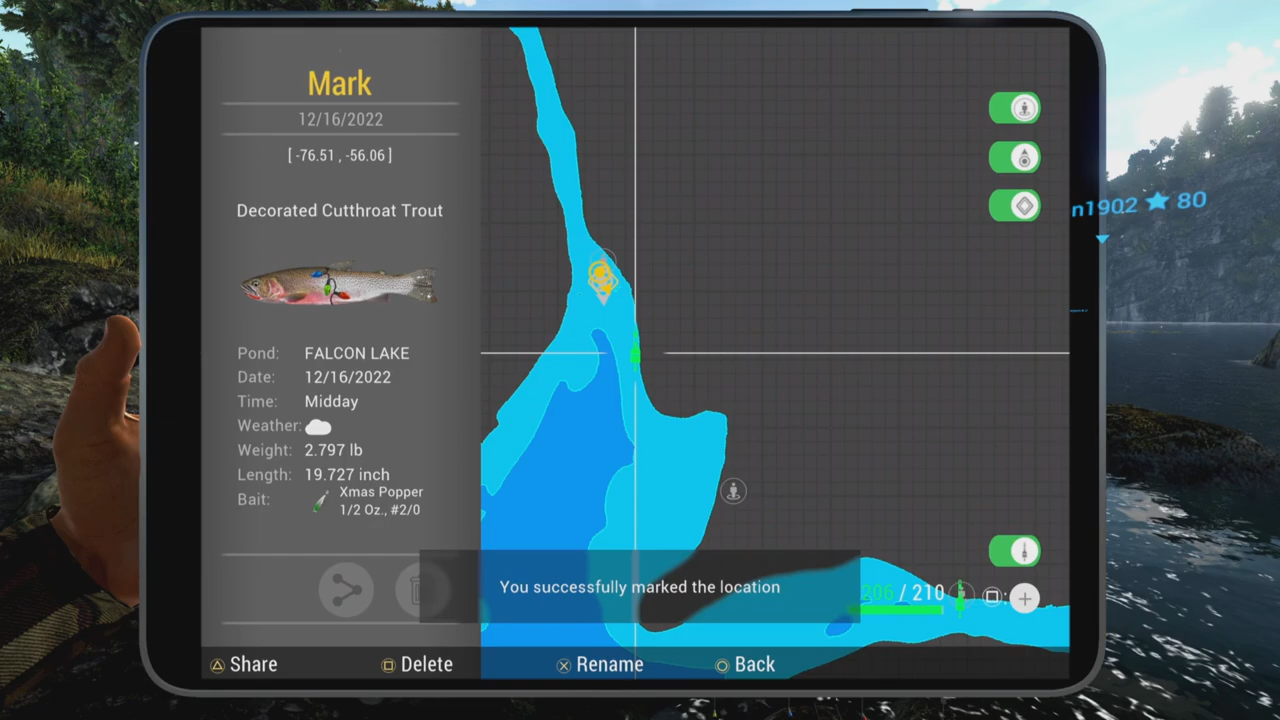 Mark
12/16/2022
[ -76.51 , -56.06 ]
Decorated Cutthroat Trout
Pond: FALCON LAKE
Date: 12/16/2022
Time: Midday
Weather:
Weight: 2.797 lb
Length: 19.727 inch
Bait: Xmas Popper
1/2 Oz., #2/0
n1902 ★ 80
You successfully marked the location
206 / 210
Share
Delete
Rename
Back